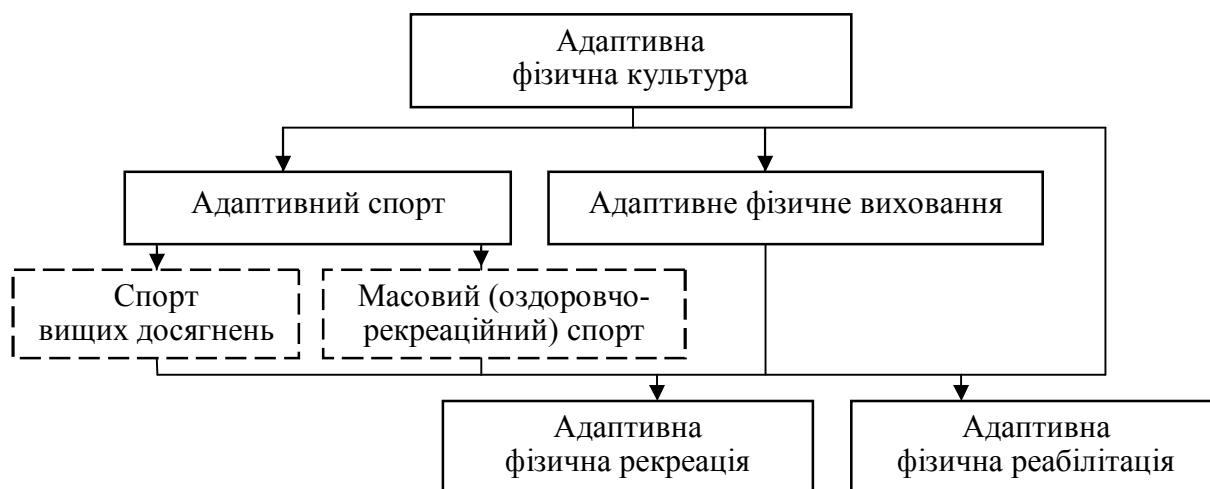 Адаптивна
фізична культура
Адаптивний спорт
Адаптивне фізичне виховання
Спорт
вищих досягнень
Масовий (оздоровчо-
рекреаційний) спорт
Адаптивна
фізична рекреація
Адаптивна
фізична реабілітація